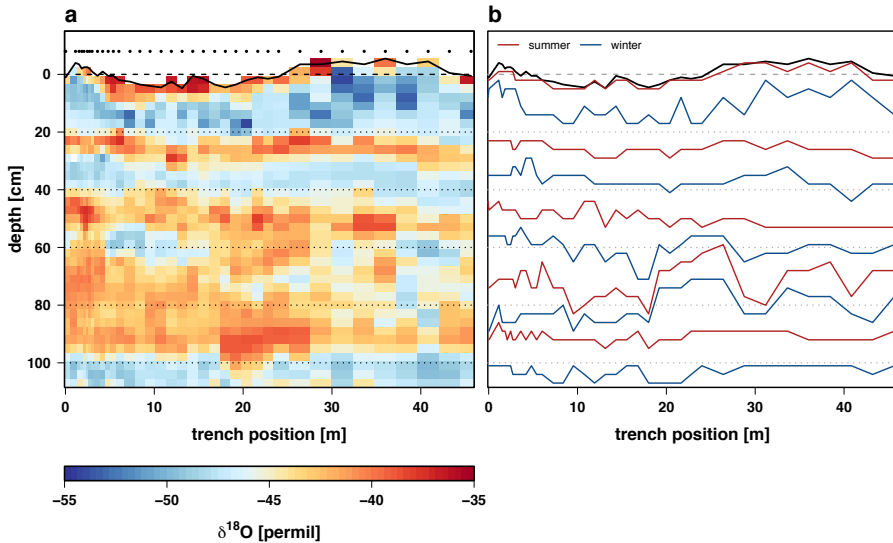 a
b
summer
winter
0
20
40
60
80
100
depth [cm]
0
10
20
30
40
trench position [m]
0
10
20
30
40
trench position [m]
−55
−50
−45
−40
−35
δ18O [permil]